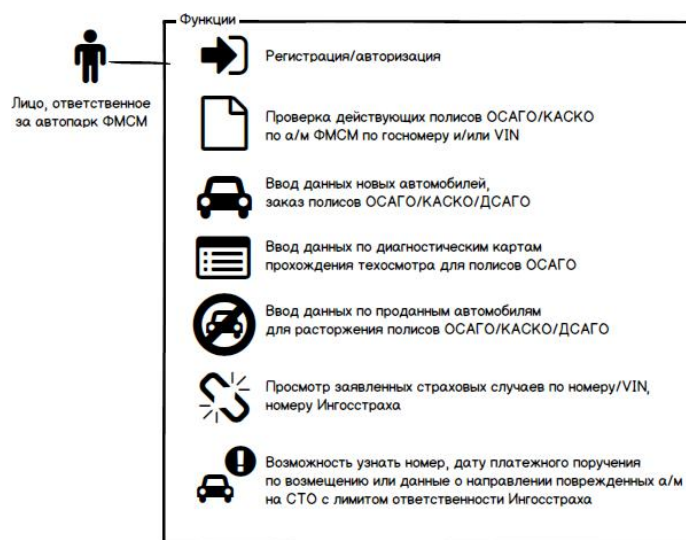 Функции
Лицо, ответственное
за автопарк ФМСМ
Регистрация/авторизация
Проверка действующих полисов ОСАГО/КАСКО
по а/м ФМСМ по госномеру и/или VIN
Ввод данных новых автомобилей,
заказ полисов ОСАГО/КАСКО/ДСАГО
Ввод данных по диагностическим картам
прохождения техосмотра для полисов ОСАГО
Ввод данных по проданным автомобилям
для расторжения полисов ОСАГО/КАСКО/ДСАГО
Просмотр заявленных страховых случаев по номеру/VIN,
номеру Ингосстраха
Возможность узнать номер, дату платежного поручения
по возмещению или данные о направлении поврежденных а/м
на СТО с лимитом ответственности Ингосстраха